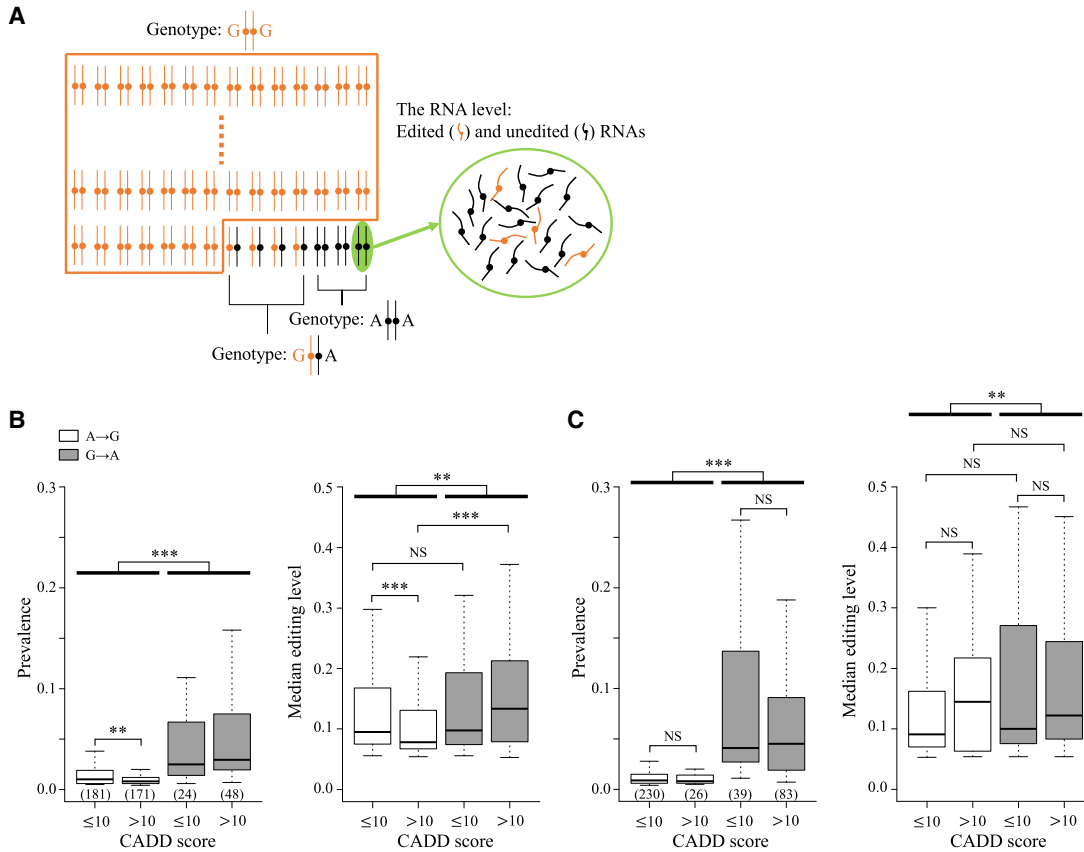 A
Genotype: G G
The RNA level:
Edited ( ) and unedited ( ) RNAs
Genotype: A A
Genotype: G A
B
A→G
G→A
0.3
0.2
0.1
0.0
Prevalence
***
**
(181)
(171)
(24)
(48)
≤10
>10
≤10
>10
CADD score
0.5
0.4
0.3
0.2
0.1
0.0
Median editing level
**
***
NS
***
≤10
>10
≤10
>10
CADD score
C
0.3
0.2
0.1
0.0
Prevalence
***
NS
NS
(230)
(26)
(39)
(83)
≤10
>10
≤10
>10
CADD score
0.5
0.4
0.3
0.2
0.1
0.0
Median editing level
**
NS
NS
NS
NS
≤10
>10
≤10
>10
CADD score